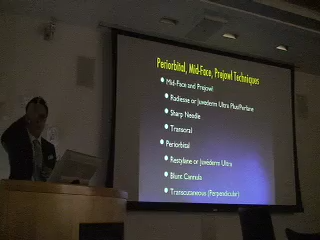 Periorbital, Mid-Face, Prejowl Techniques
Mid-Face and Prejowl
Radiesse or Juvederm Ultra Plus/Perlane
Sharp Needle
Transoral
Periorbital
Restylane or Juvederm Ultra
Blunt Cannula
Transcutaneous (Perpendicular)